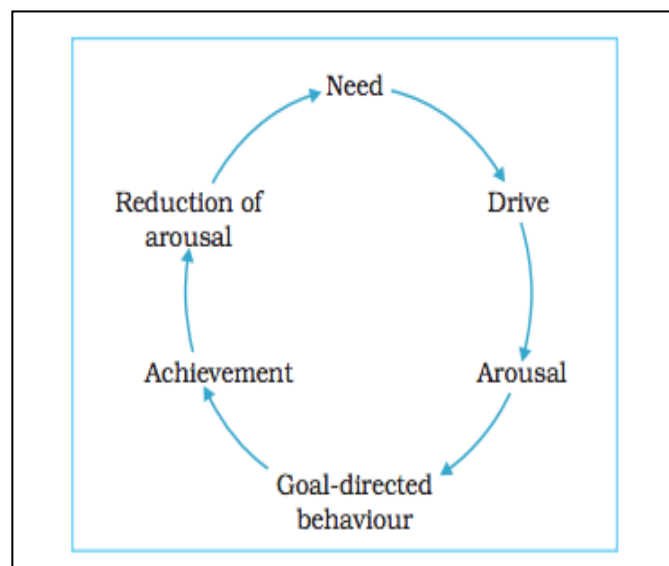 Need
Drive
Arousal
Goal-directed
behaviour
Achievement
Reduction of
arousal